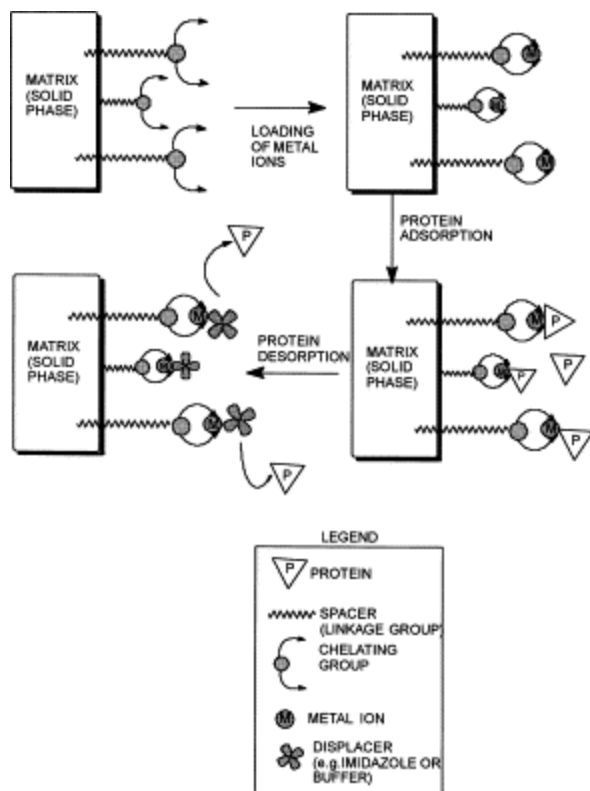 MATRIX
(SOLID
PHASE)
LOADING
OF METAL
IONS
MATRIX
(SOLID
PHASE)
M
M
M
PROTEIN
ADSORPTION
MATRIX
(SOLID
PHASE)
M
P
M
P
P
M
P
PROTEIN
DESORPTION
MATRIX
(SOLID
PHASE)
P
M
M
M
P
LEGEND
P
PROTEIN
SPACER
(LINKAGE GROUP)
CHELATING
GROUP
M
METAL ION
DISPLACER
(e.g.IMIDAZOLE OR
BUFFER)